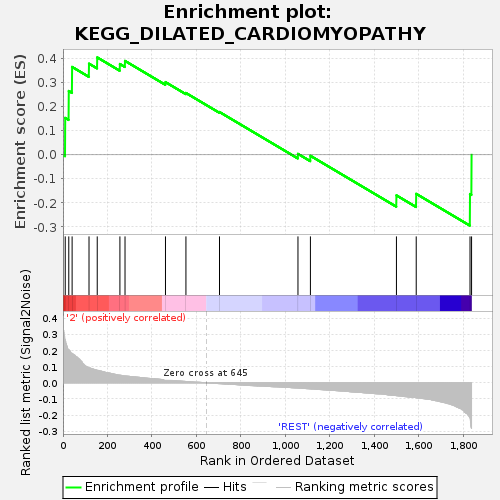 Enrichment plot:
KEGG_DILATED_CARDIOMYOPATHY
Enrichment score (ES)
0.4
0.3
0.2
0.1
0.0
-0.1
-0.2
-0.3
'2' (positively correlated)
Ranked list metric (Signal2Noise)
0.4
0.3
0.2
0.1
0.0
-0.1
-0.2
-0.3
Zero cross at 645
'REST' (negatively correlated)
0 200 400 600 800 1,000 1,200 1,400 1,600 1,800
Rank in Ordered Dataset
Enrichment profile Hits Ranking metric scores